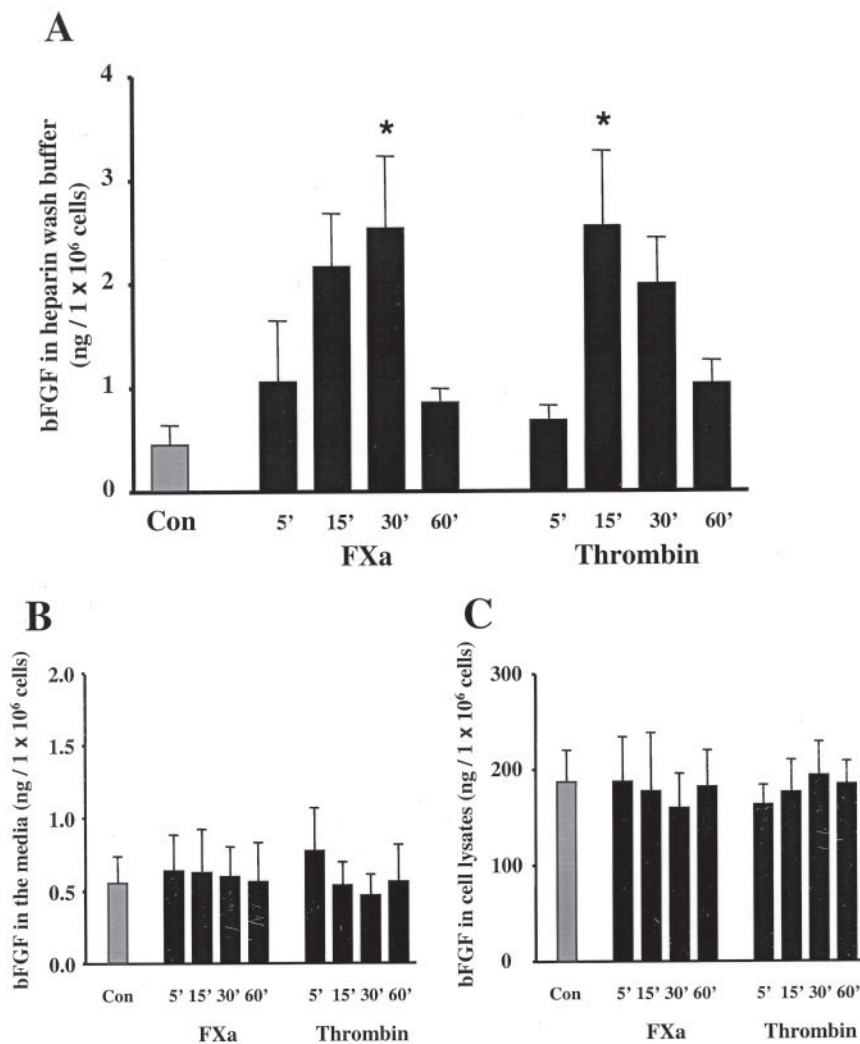 A
bFGF in heparin wash buffer
(ng / 1 x 10⁶ cells)
4
3
2
1
0
*
*
Con
5’ 15’ 30’ 60’
5’ 15’ 30’ 60’
FXa
Thrombin
B
bFGF in the media (ng / 1 x 10⁶ cells)
2.0
1.5
1.0
0.5
0.0
Con
5’ 15’ 30’ 60’
5’ 15’ 30’ 60’
FXa
Thrombin
C
bFGF in cell lysates (ng / 1 x 10⁶ cells)
300
200
100
0
Con
5’ 15’ 30’ 60’
5’ 15’ 30’ 60’
FXa
Thrombin